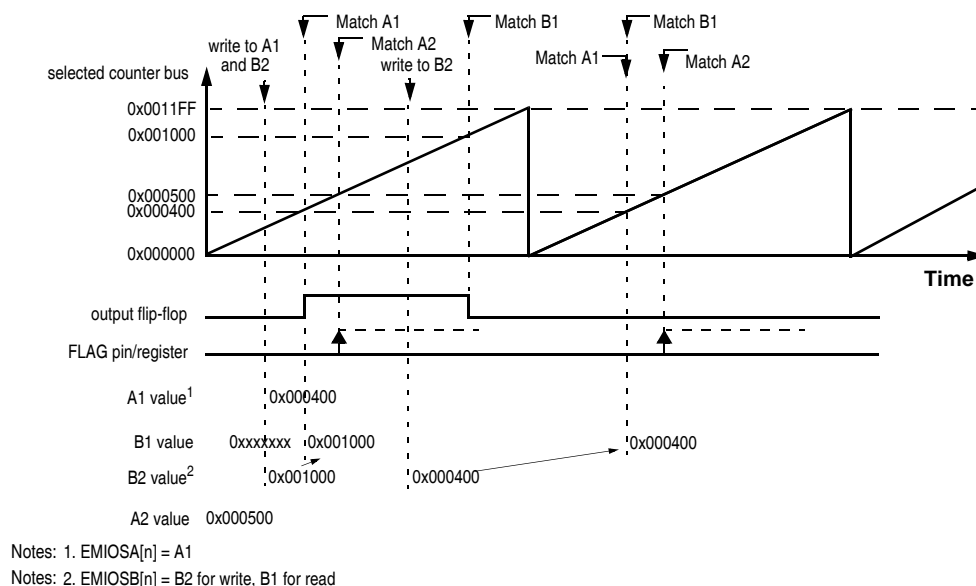 Match A1
Match B1
Match B1
write to A1
and B2
Match A2
write to B2
Match A1
Match A2
selected counter bus
0x0011FF
0x001000
0x000500
0x000400
0x000000
Time
output flip-flop
FLAG pin/register
A1 value1
0x000400
B1 value
0xxxxxxx
0x001000
0x000400
B2 value2
0x001000
0x000400
A2 value
0x000500
Notes: 1. EMIOSA[n] = A1
Notes: 2. EMIOSB[n] = B2 for write, B1 for read